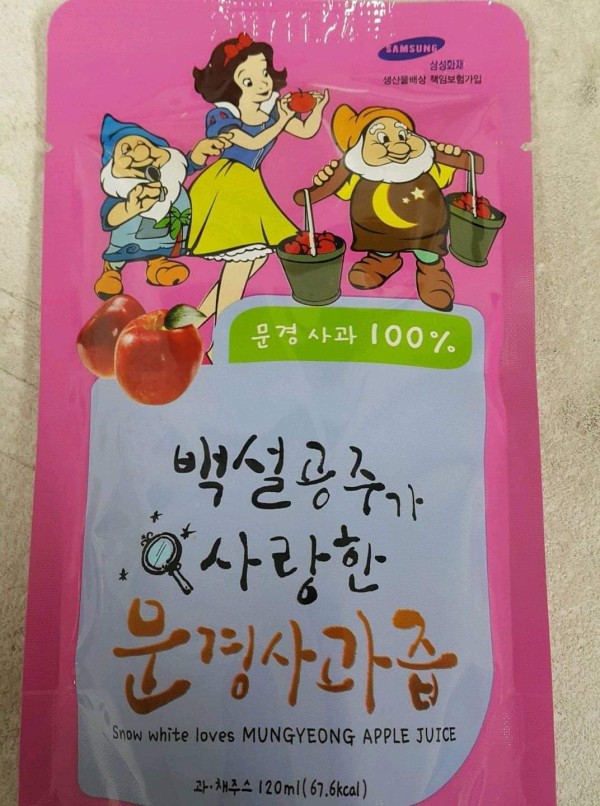 SAMSUNG
삼성화재
생산물배상 책임보험가입
문경사과 100%
백설공주가
사랑한
문경사과즙
Snow white loves MUNGYEONG APPLE JUICE
과·채주스 120ml(67.6kcal)